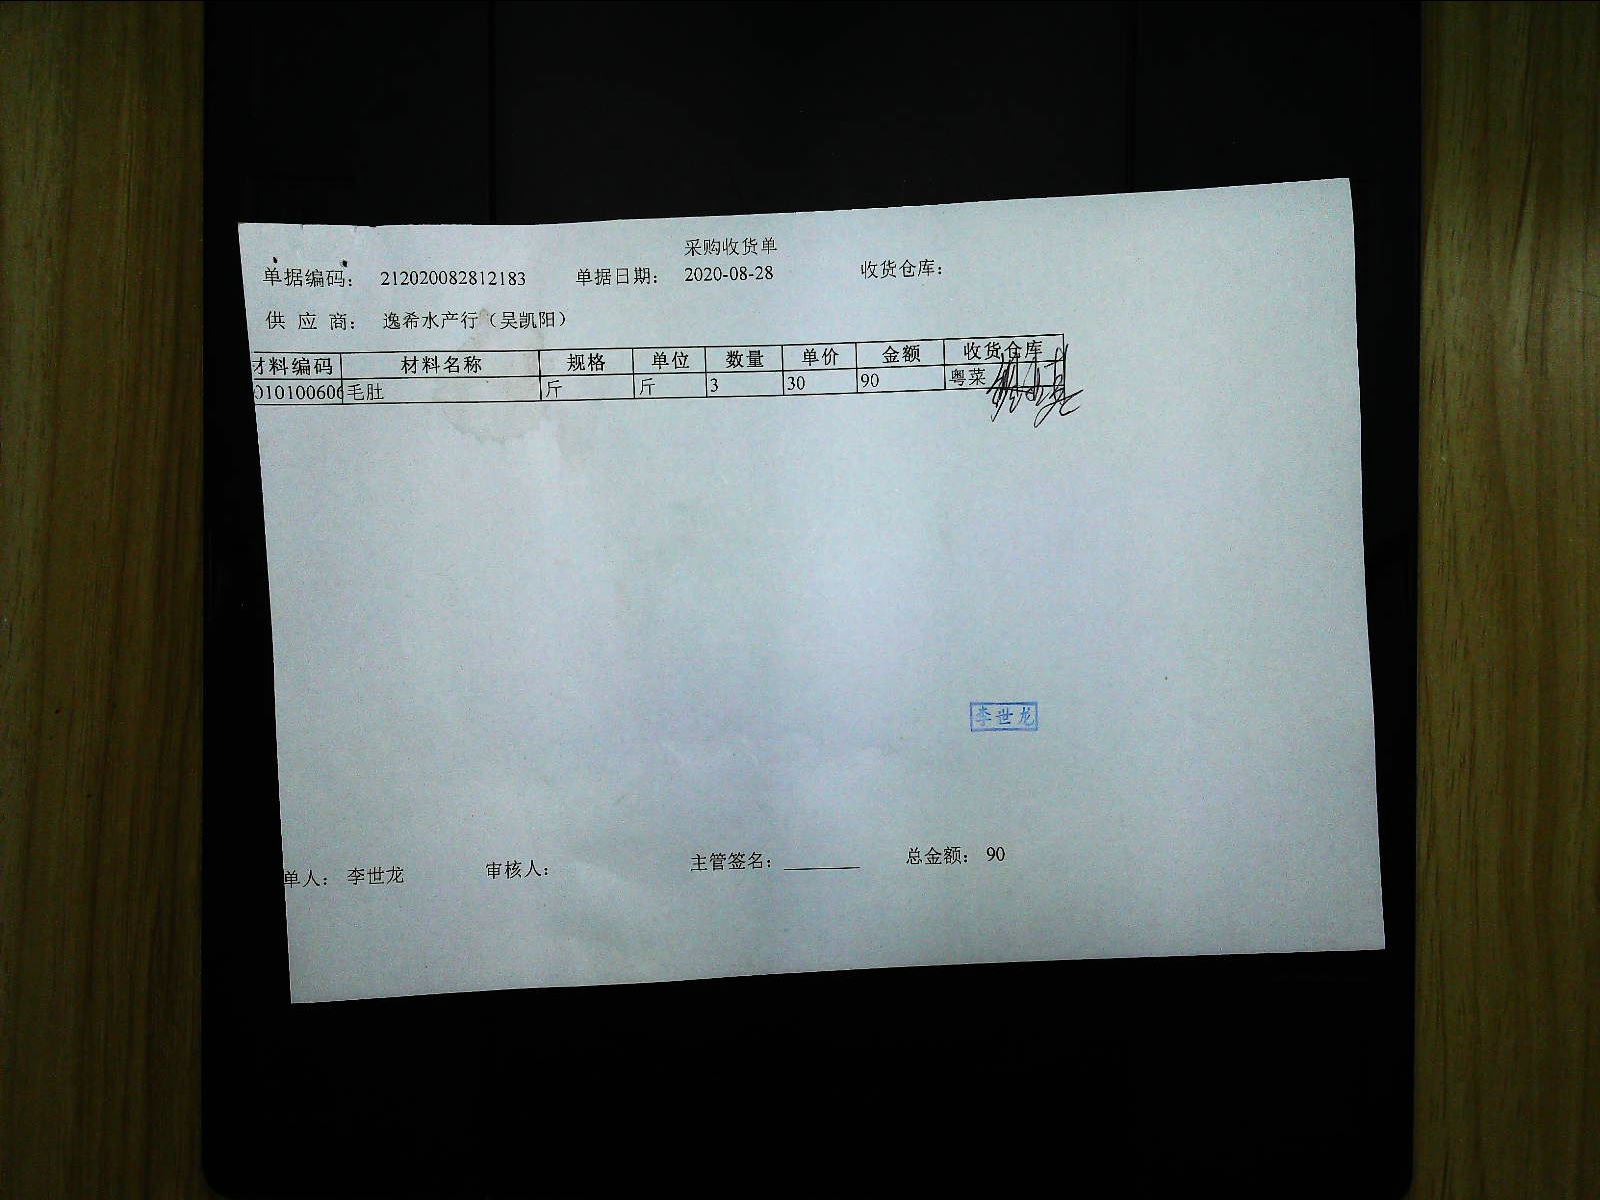 采购收货单
单据编码： 212020082812183 单据日期： 2020-08-28 收货仓库：
供 应 商： 逸希水产行（吴凯阳）
材料编码 材料名称 规格 单位 数量 单价 金额 收货仓库
010100606 毛肚 斤 斤 3 30 90 粤菜
李世龙
单人： 李世龙 审核人： 主管签名： ________ 总金额： 90